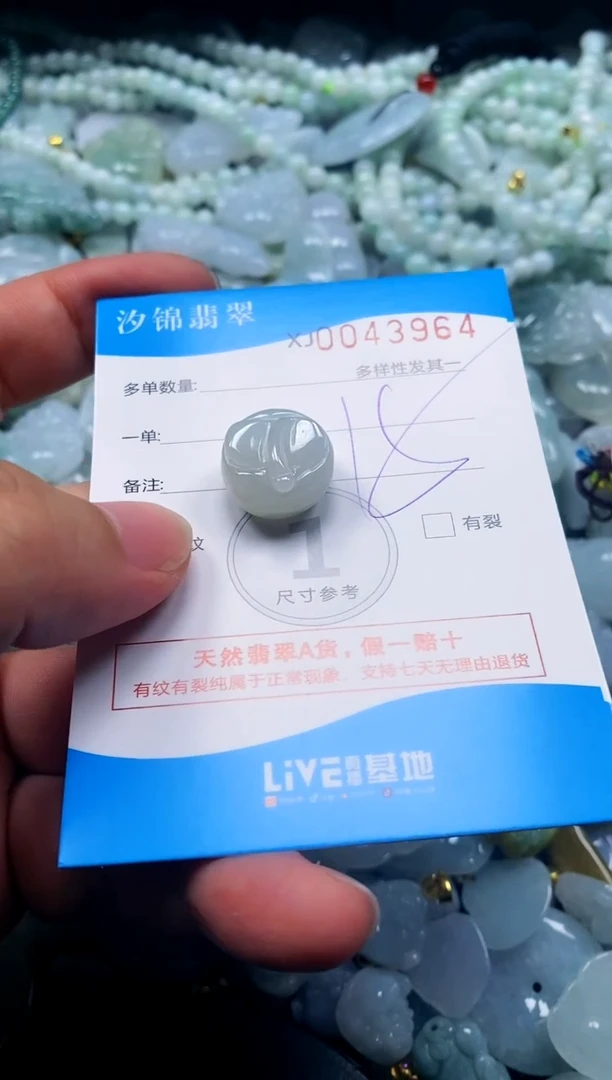 汐锦翡翠
XJ0043964
多单数量:
多样性发其一
一单:
备注:
纹
有裂
1
尺寸参考
天然翡翠A货，假一赔十
有纹有裂纯属于正常现象 支持七天无理由退货
LiVE 直播 基地